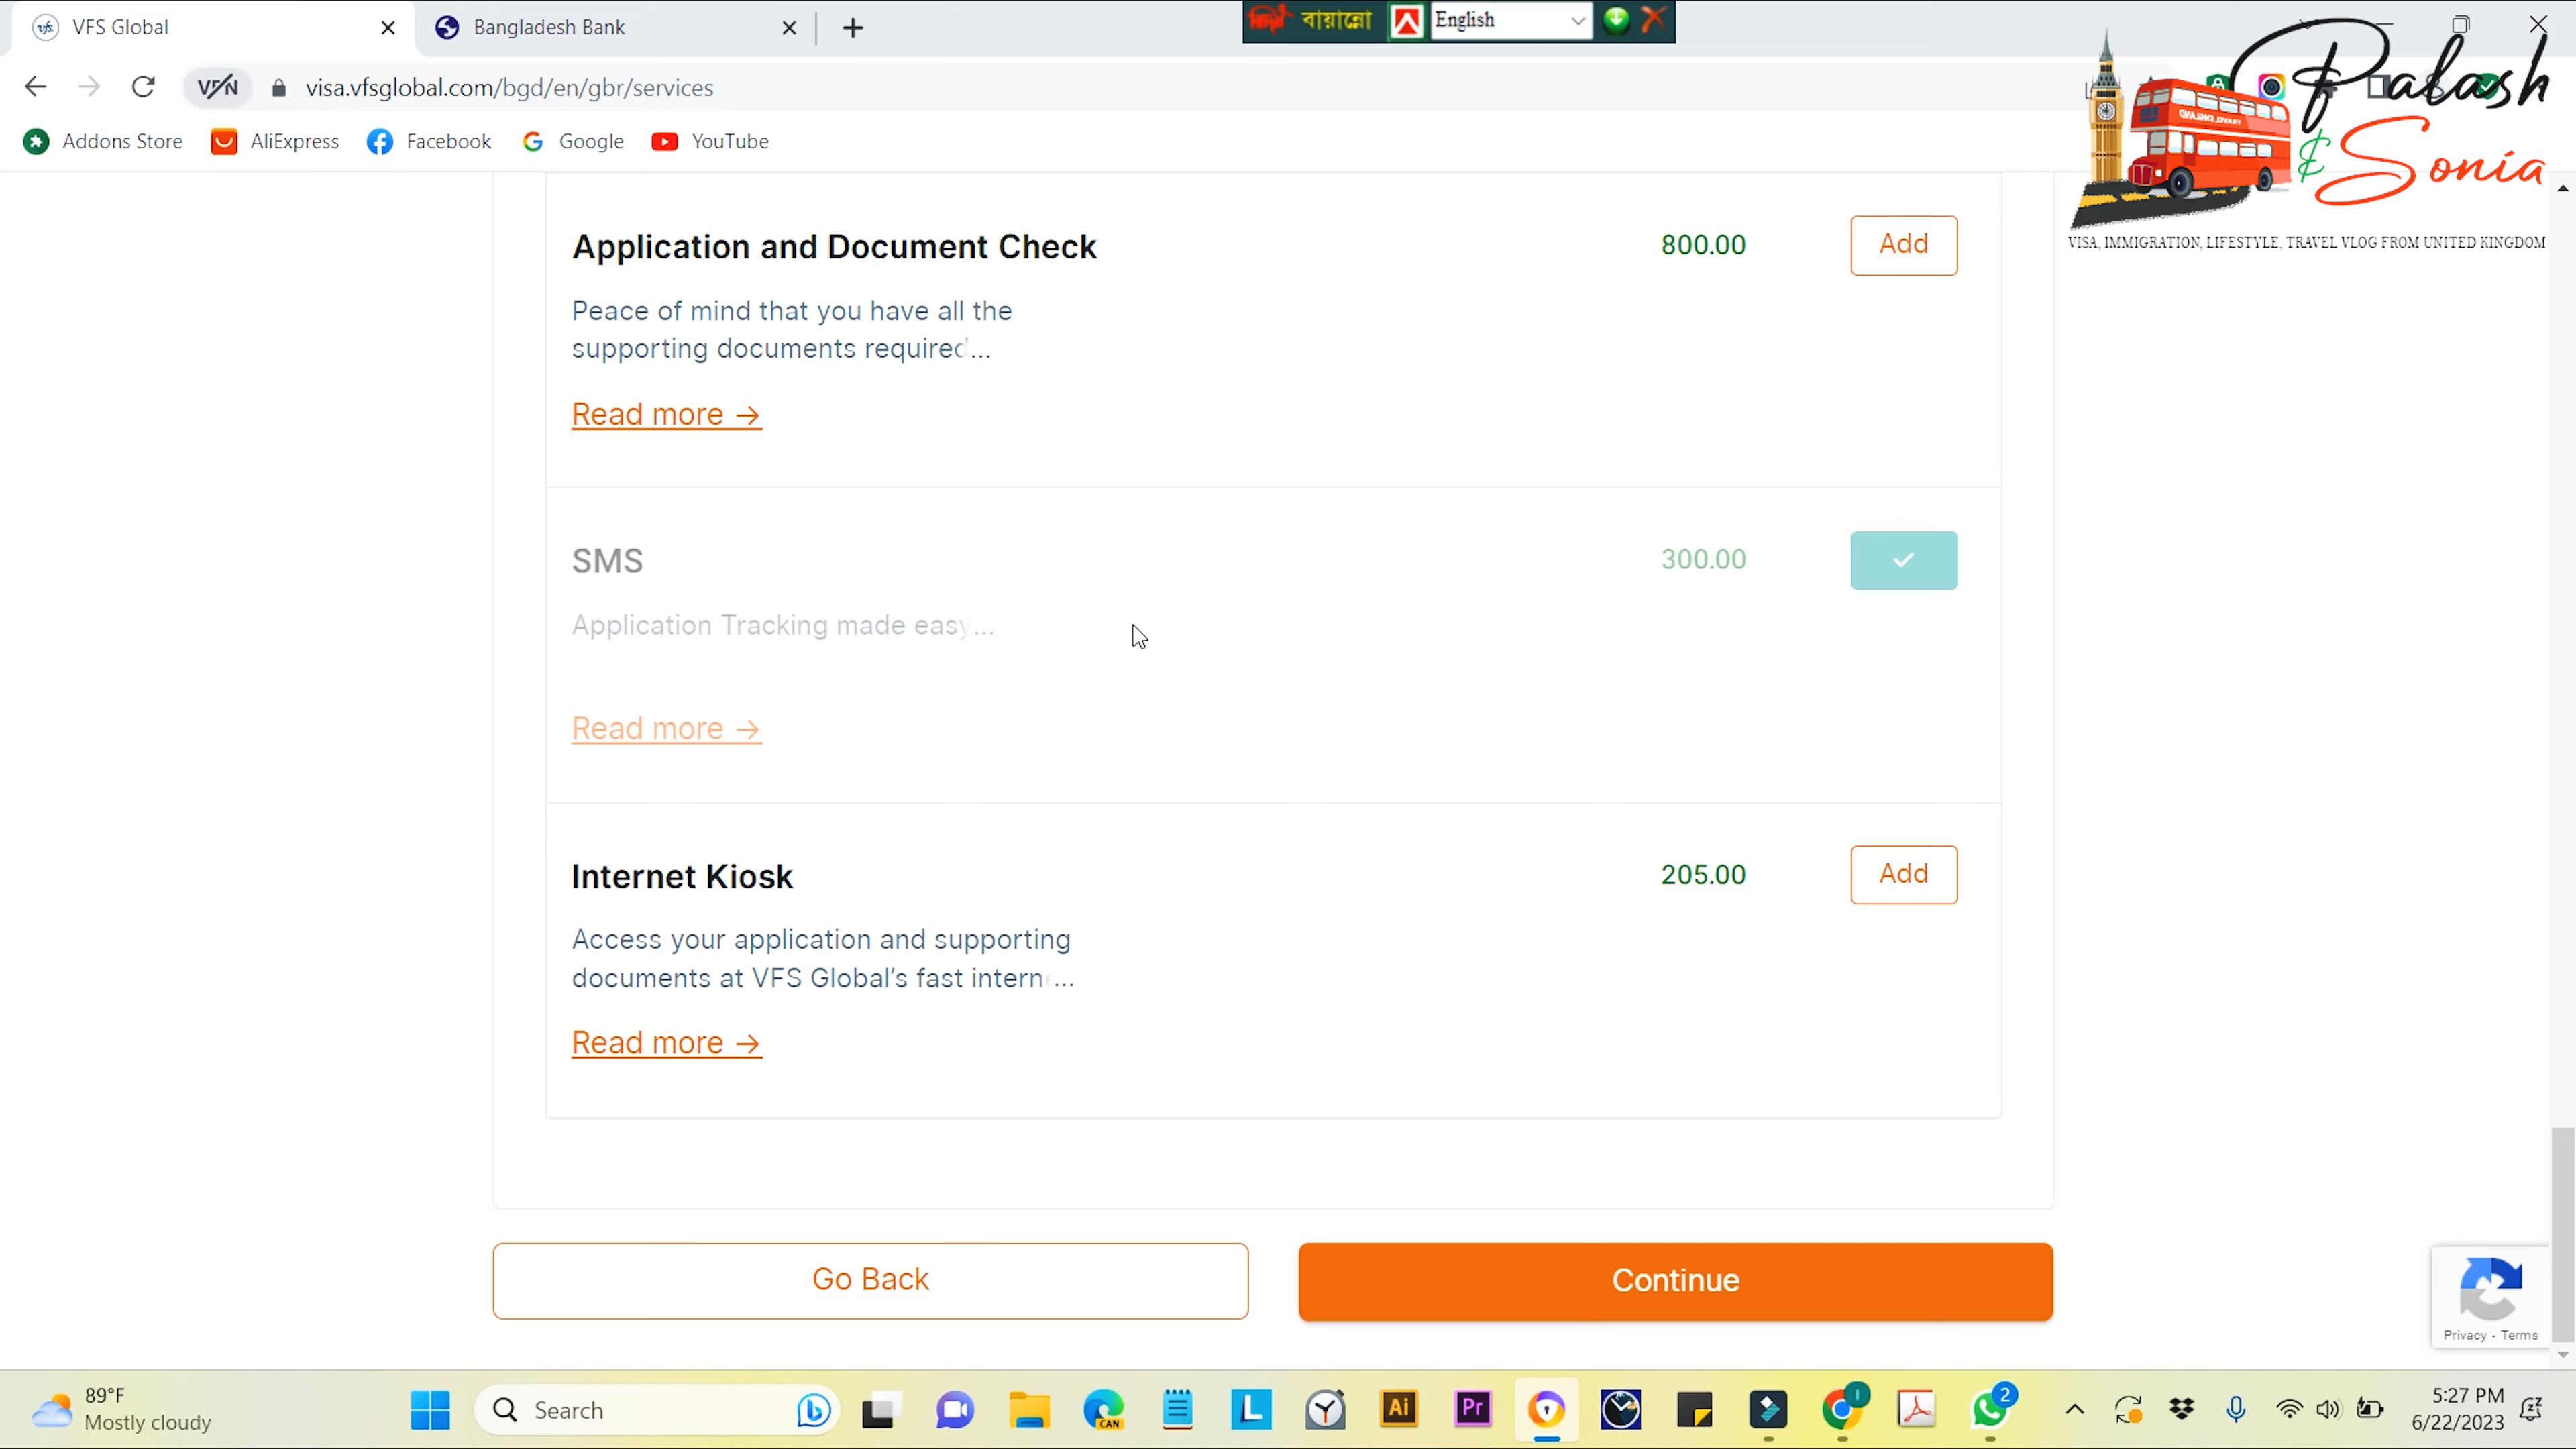 VFS Global
Bangladesh Bank
বায়ান্নো
English
visa.vfsglobal.com/bgd/en/gbr/services
Addons Store
AliExpress
Facebook
Google
YouTube
Palash
& Sonia
VISA, IMMIGRATION, LIFESTYLE, TRAVEL VLOG FROM UNITED KINGDOM
Application and Document Check
800.00
Add
Peace of mind that you have all the
supporting documents required...
Read more →
SMS
300.00
Application Tracking made easy...
Read more →
Internet Kiosk
205.00
Add
Access your application and supporting
documents at VFS Global's fast intern...
Read more →
Go Back
Continue
Privacy - Terms
89°F
Mostly cloudy
Search
CAN
L
Ai
Pr
2
5:27 PM
6/22/2023